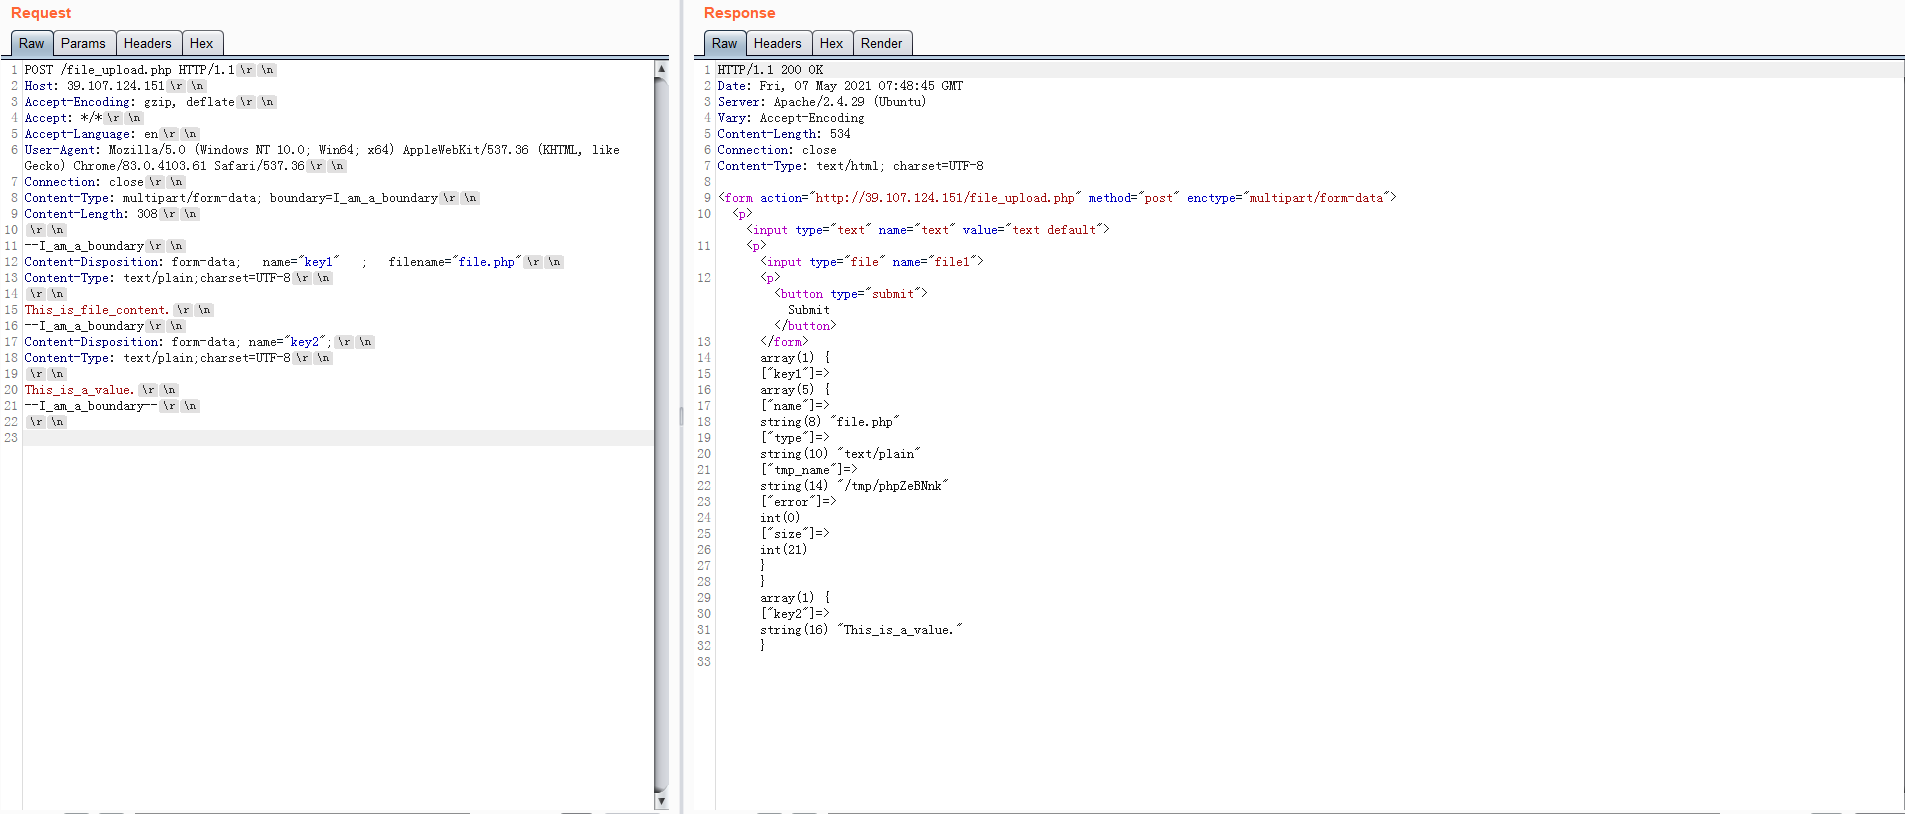 Request
Raw Params Headers Hex
1 POST /file_upload.php HTTP/1.1 \r \n
2 Host: 39.107.124.151 \r \n
3 Accept-Encoding: gzip, deflate \r \n
4 Accept: */* \r \n
5 Accept-Language: en \r \n
6 User-Agent: Mozilla/5.0 (Windows NT 10.0; Win64; x64) AppleWebKit/537.36 (KHTML, like
Gecko) Chrome/83.0.4103.61 Safari/537.36 \r \n
7 Connection: close \r \n
8 Content-Type: multipart/form-data; boundary=I_am_a_boundary \r \n
9 Content-Length: 308 \r \n
10 \r \n
11 --I_am_a_boundary \r \n
12 Content-Disposition: form-data;   name="key1"   ;   filename="file.php" \r \n
13 Content-Type: text/plain;charset=UTF-8 \r \n
14 \r \n
15 This_is_file_content. \r \n
16 --I_am_a_boundary \r \n
17 Content-Disposition: form-data; name="key2"; \r \n
18 Content-Type: text/plain;charset=UTF-8 \r \n
19 \r \n
20 This_is_a_value. \r \n
21 --I_am_a_boundary-- \r \n
22 \r \n
23
Response
Raw Headers Hex Render
1 HTTP/1.1 200 OK
2 Date: Fri, 07 May 2021 07:48:45 GMT
3 Server: Apache/2.4.29 (Ubuntu)
4 Vary: Accept-Encoding
5 Content-Length: 534
6 Connection: close
7 Content-Type: text/html; charset=UTF-8
8
9 <form action="http://39.107.124.151/file_upload.php" method="post" enctype="multipart/form-data">
10 <p>
<input type="text" name="text" value="text default">
11 <p>
<input type="file" name="file1">
12 <p>
<button type="submit">
Submit
</button>
13 </form>
14 array(1) {
15 ["key1"]=>
16 array(5) {
17 ["name"]=>
18 string(8) "file.php"
19 ["type"]=>
20 string(10) "text/plain"
21 ["tmp_name"]=>
22 string(14) "/tmp/phpZeBNnk"
23 ["error"]=>
24 int(0)
25 ["size"]=>
26 int(21)
27 }
28 }
29 array(1) {
30 ["key2"]=>
31 string(16) "This_is_a_value."
32 }
33